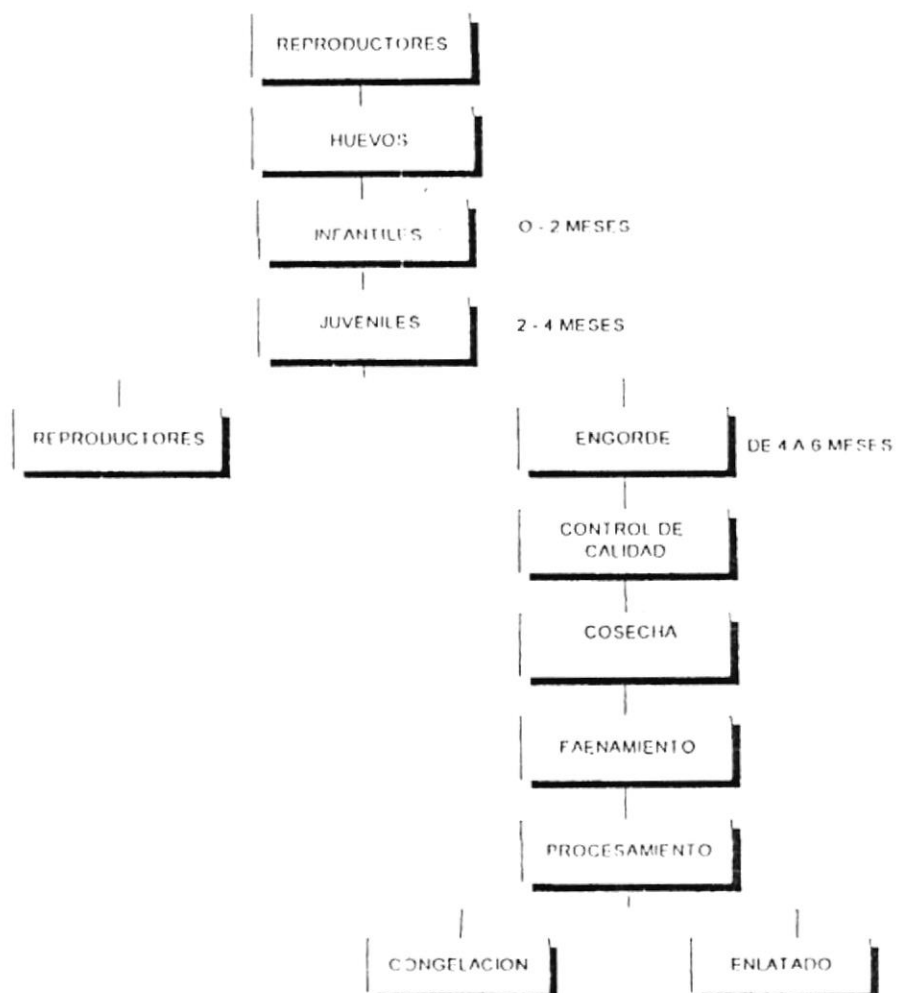 REPRODUCTORES
HUEVOS
INFANTILES
O - 2 MESES
JUVENILES
2 - 4 MESES
REPRODUCTORES
ENGORDE
DE 4 A 6 MESES
CONTROL DE
CALIDAD
COSECHA
FAENAMIENTO
PROCESAMIENTO
CONGELACION
ENLATADO